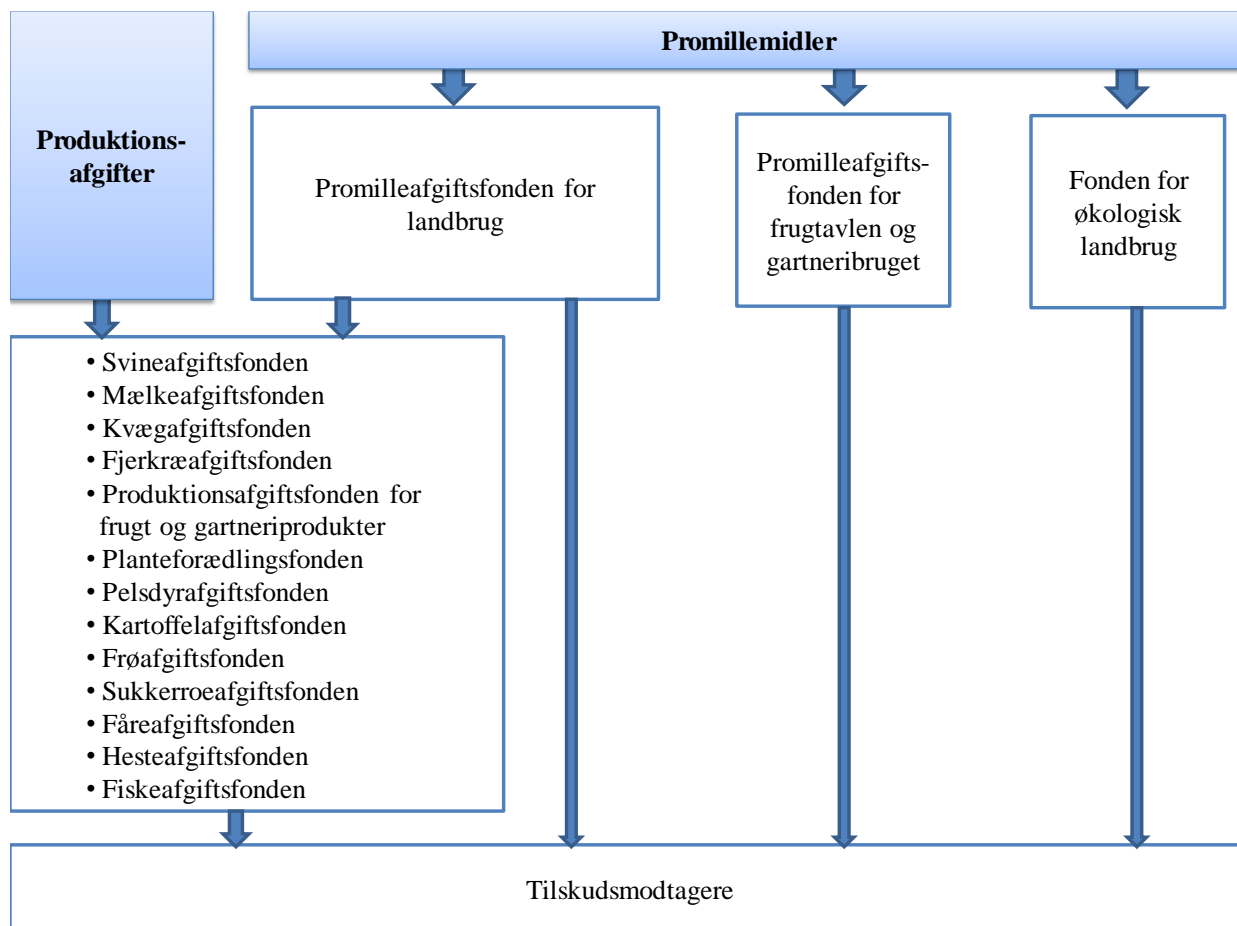 Promillemidler
Produktions-
afgifter
Promilleafgiftsfonden for
landbrug
Promilleafgifts-
fonden for
frugtavlen og
gartneribruget
Fonden for
økologisk
landbrug
• Svineafgiftsfonden
• Mælkeafgiftsfonden
• Kvægafgiftsfonden
• Fjerkræafgiftsfonden
• Produktionsafgiftsfonden for
frugt og gartneriprodukter
• Planteforædlingsfonden
• Pelsdyrafgiftsfonden
• Kartoffelafgiftsfonden
• Frøafgiftsfonden
• Sukkerroeafgiftsfonden
• Fåreafgiftsfonden
• Hesteafgiftsfonden
• Fiskeafgiftsfonden
Tilskudsmodtagere